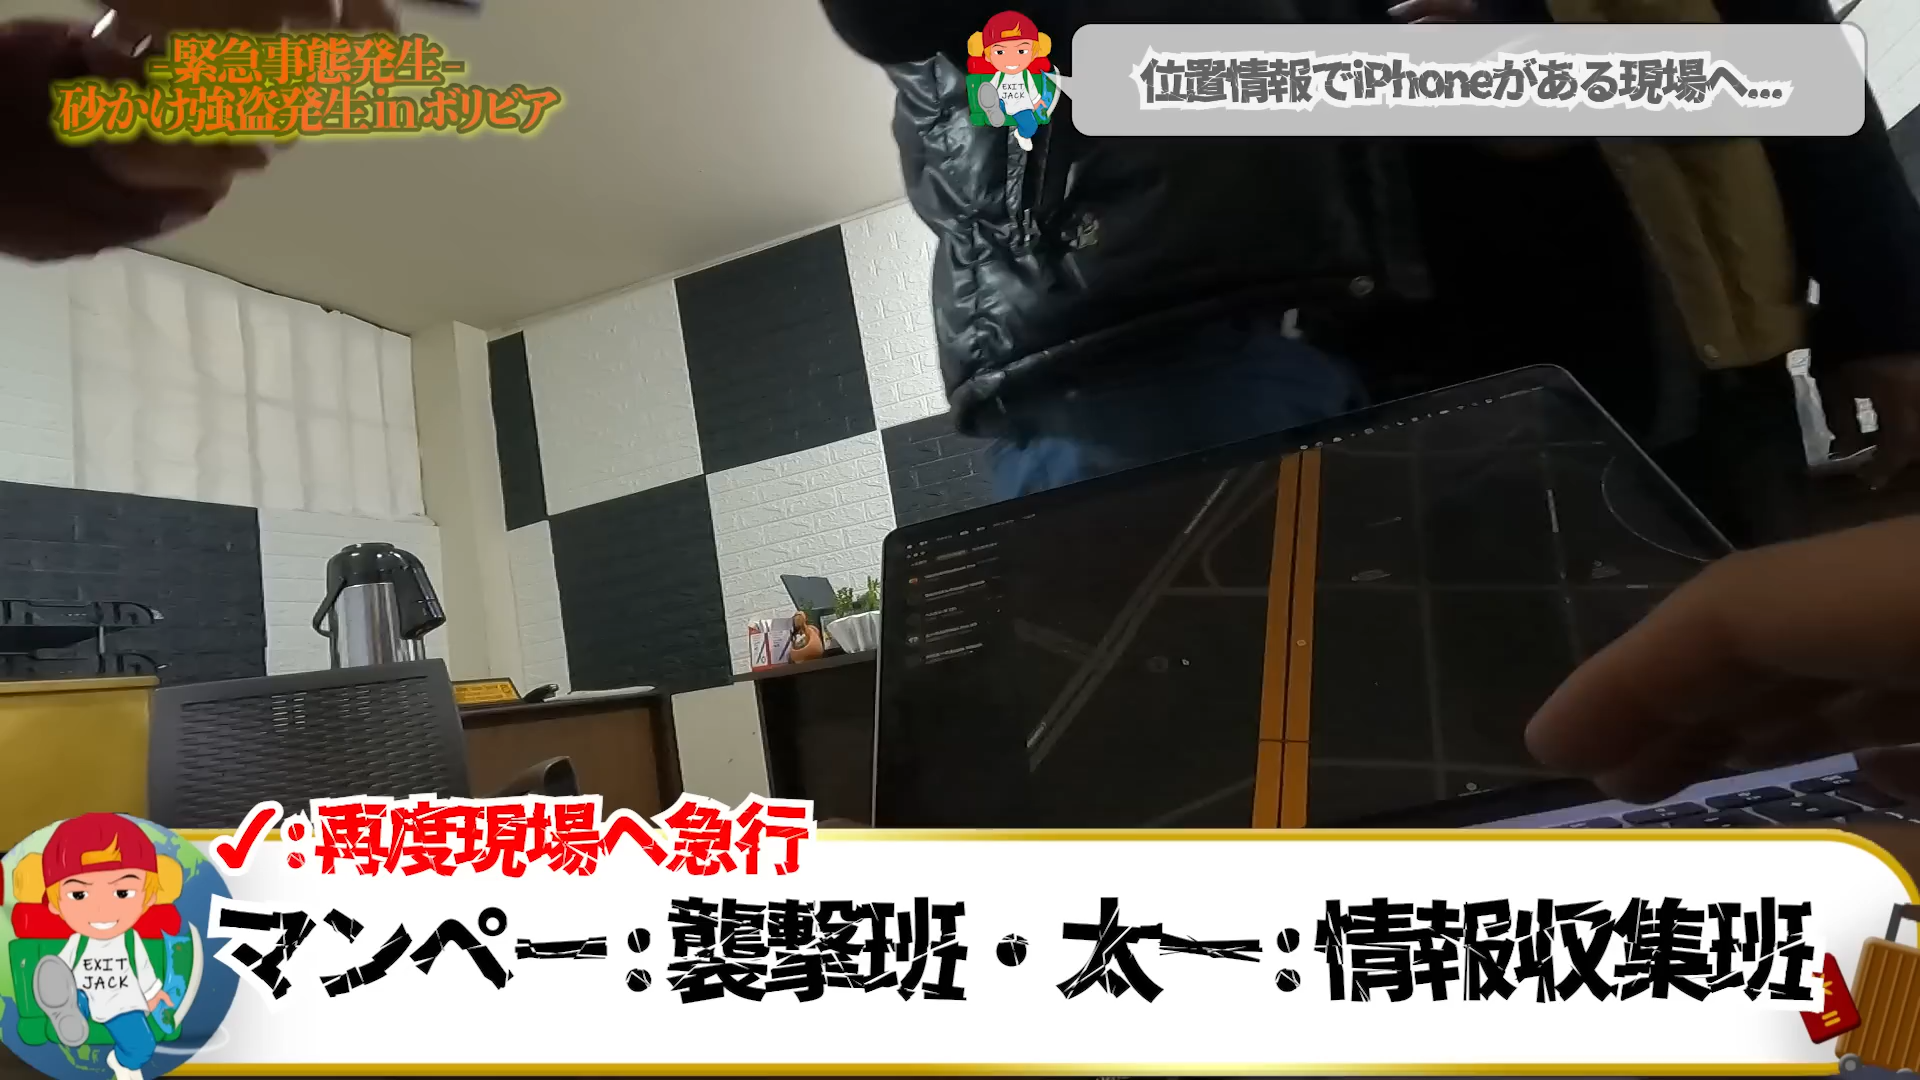 -緊急事態発生-
砂かけ強盗発生inボリビア
EXIT
JACK
位置情報でiPhoneがある現場へ...
✓:再度現場へ急行
マンペー:襲撃班・太一:情報収集班
EXIT
JACK